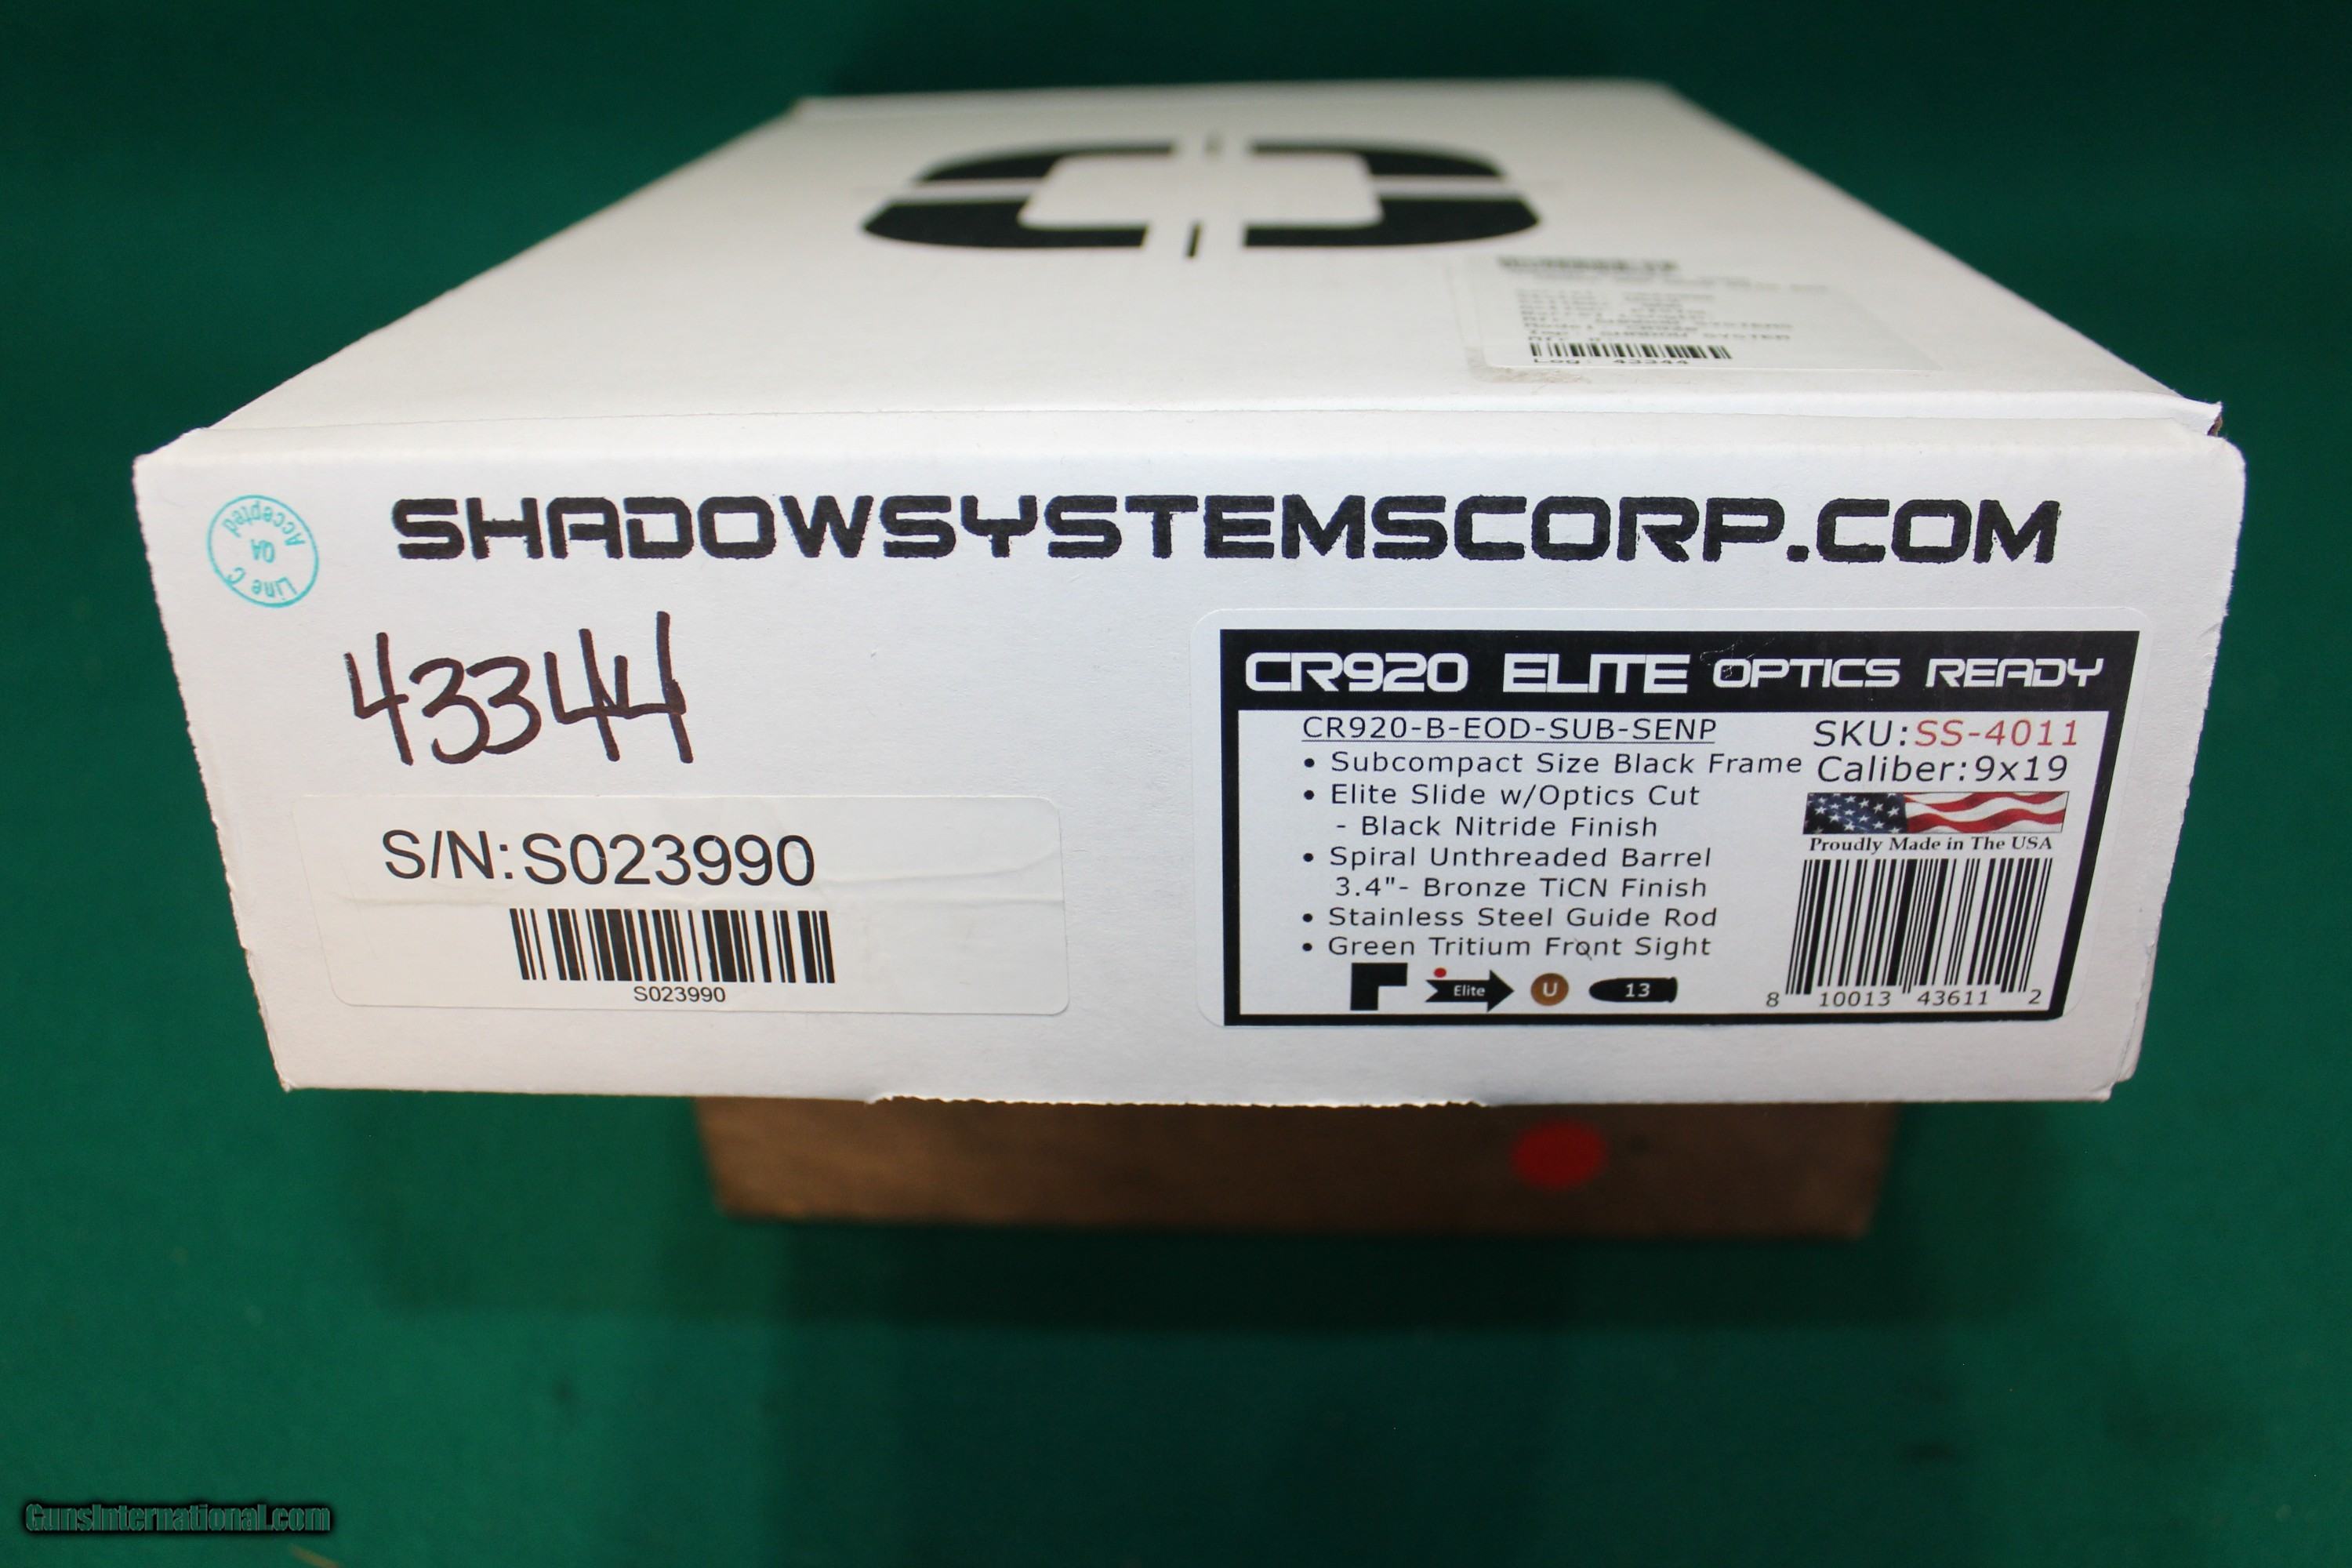 Log: 43344
SHADOWSYSTEMSCORP.COM
Accepted
QA
Line C
43344
S/N:S023990
S023990
CR920 ELITE OPTICS READY
CR920-B-EOD-SUB-SENP
SKU:SS-4011
• Subcompact Size Black Frame
Caliber:9x19
• Elite Slide w/Optics Cut
- Black Nitride Finish
Proudly Made in The USA
• Spiral Unthreaded Barrel
3.4"- Bronze TiCN Finish
• Stainless Steel Guide Rod
• Green Tritium Front Sight
Elite
U
13
8 10013 43611 2
GunsInternational.com